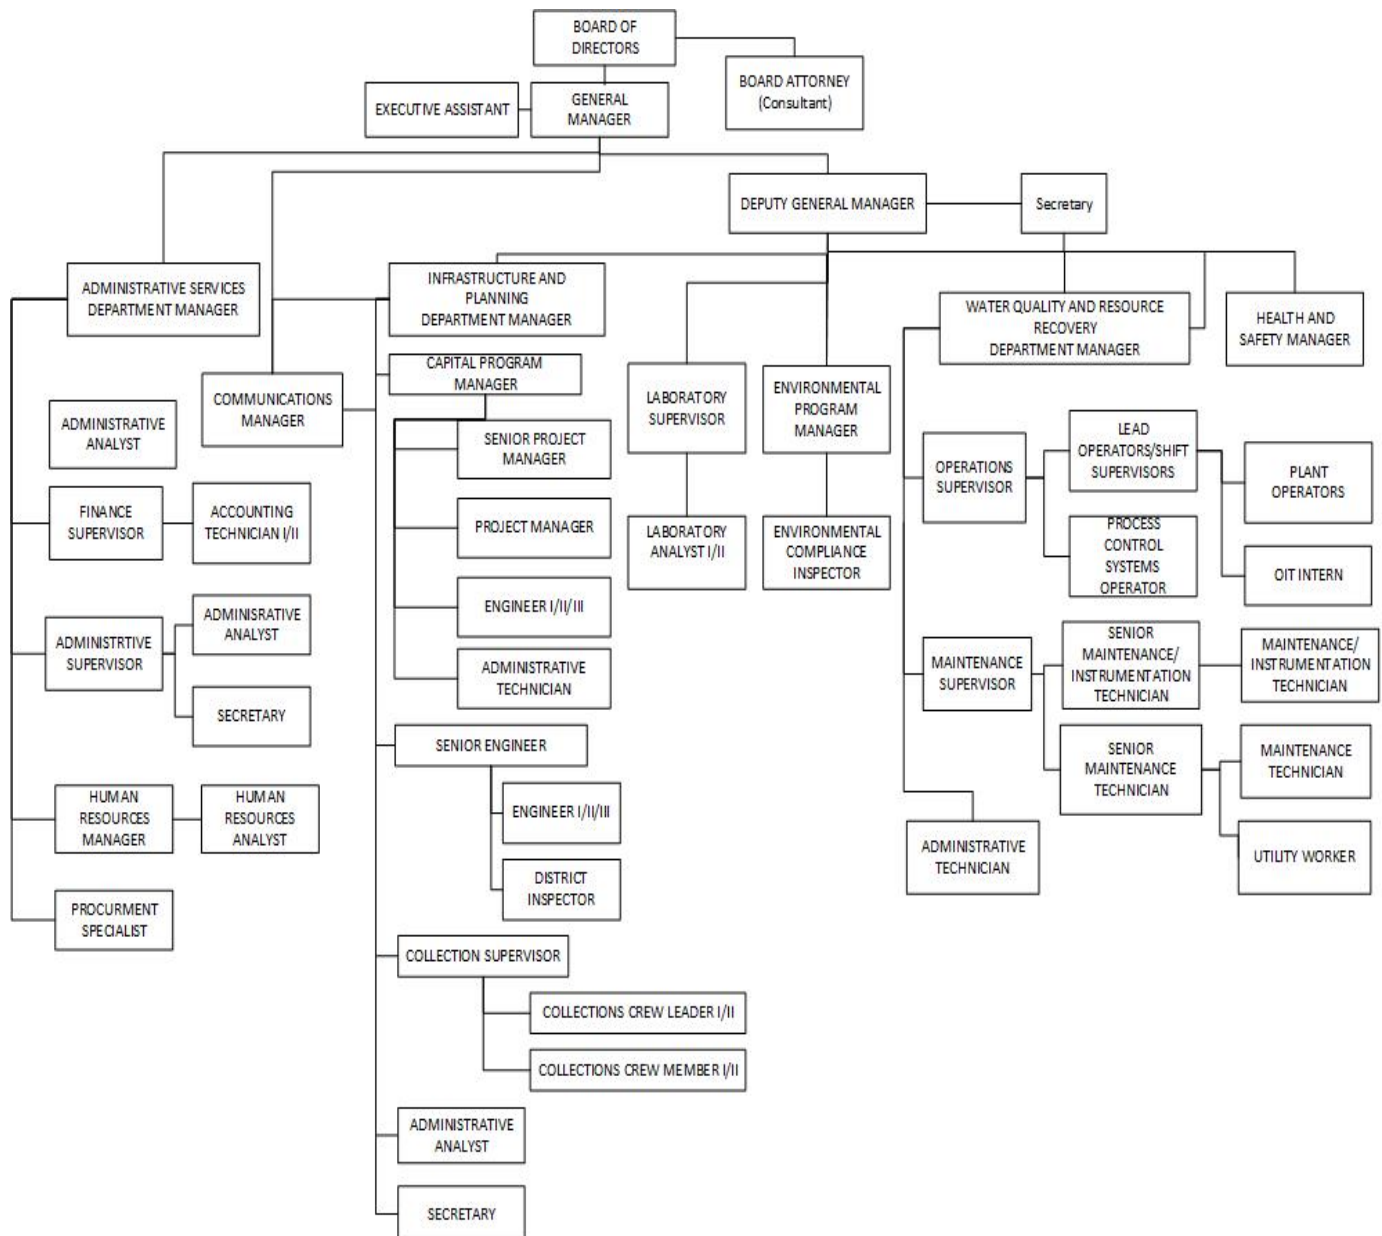 BOARD OF
DIRECTORS
BOARD ATTORNEY
(Consultant)
EXECUTIVE ASSISTANT
GENERAL
MANAGER
DEPUTY GENERAL MANAGER
Secretary
ADMINISTRATIVE SERVICES
DEPARTMENT MANAGER
INFRASTRUCTURE AND
PLANNING
DEPARTMENT MANAGER
WATER QUALITY AND RESOURCE
RECOVERY
DEPARTMENT MANAGER
HEALTH AND
SAFETY MANAGER
COMMUNICATIONS
MANAGER
CAPITAL PROGRAM
MANAGER
LABORATORY
SUPERVISOR
ENVIRONMENTAL
PROGRAM
MANAGER
ADMINISTRATIVE
ANALYST
SENIOR PROJECT
MANAGER
OPERATIONS
SUPERVISOR
LEAD
OPERATORS/SHIFT
SUPERVISORS
PLANT
OPERATORS
FINANCE
SUPERVISOR
ACCOUNTING
TECHNICIAN I/II
PROJECT MANAGER
LABORATORY
ANALYST I/II
ENVIRONMENTAL
COMPLIANCE
INSPECTOR
PROCESS
CONTROL
SYSTEMS
OPERATOR
OIT INTERN
ENGINEER I/II/III
ADMINISTRTIVE
SUPERVISOR
ADMINISRATIVE
ANALYST
SECRETARY
ADMINISTRATIVE
TECHNICIAN
MAINTENANCE
SUPERVISOR
SENIOR
MAINTENANCE/
INSTRUMENTATION
TECHNICIAN
MAINTENANCE/
INSTRUMENTATION
TECHNICIAN
SENIOR ENGINEER
SENIOR
MAINTENANCE
TECHNICIAN
MAINTENANCE
TECHNICIAN
HUMAN
RESOURCES
MANAGER
HUMAN
RESOURCES
ANALYST
ENGINEER I/II/III
ADMINISTRATIVE
TECHNICIAN
UTILITY WORKER
DISTRICT
INSPECTOR
PROCURMENT
SPECIALIST
COLLECTION SUPERVISOR
COLLECTIONS CREW LEADER I/II
COLLECTIONS CREW MEMBER I/II
ADMINISTRATIVE
ANALYST
SECRETARY